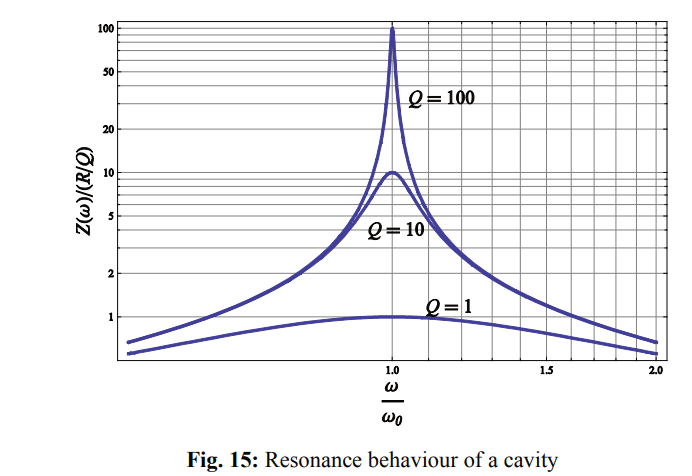 100
50
20
10
5
2
1
Z(ω)/(R/Q)
Q = 100
Q = 10
Q = 1
1.0 1.5 2.0
ω
ω₀
Fig. 15: Resonance behaviour of a cavity